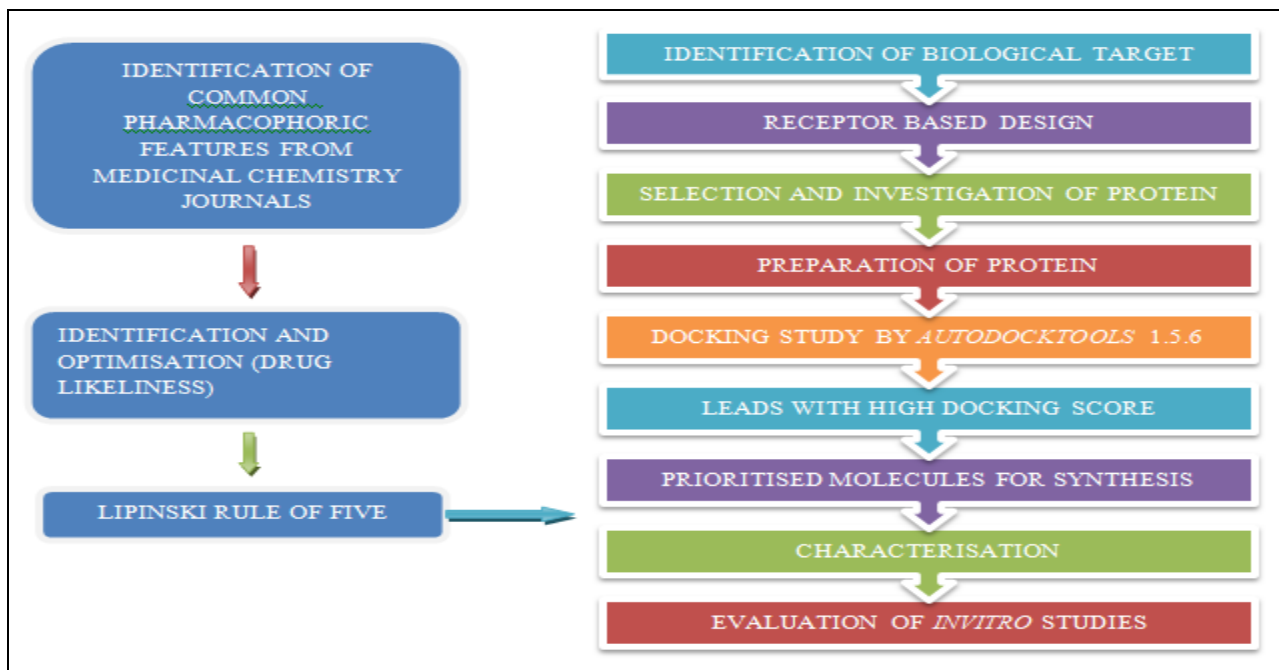 IDENTIFICATION OF
COMMON
PHARMACOPHORIC
FEATURES FROM
MEDICINAL CHEMISTRY
JOURNALS
IDENTIFICATION AND
OPTIMISATION (DRUG
LIKELINESS)
LIPINSKI RULE OF FIVE
IDENTIFICATION OF BIOLOGICAL TARGET
RECEPTOR BASED DESIGN
SELECTION AND INVESTIGATION OF PROTEIN
PREPARATION OF PROTEIN
DOCKING STUDY BY AUTODOCKTOOLS 1.5.6
LEADS WITH HIGH DOCKING SCORE
PRIORITISED MOLECULES FOR SYNTHESIS
CHARACTERISATION
EVALUATION OF INVITRO STUDIES